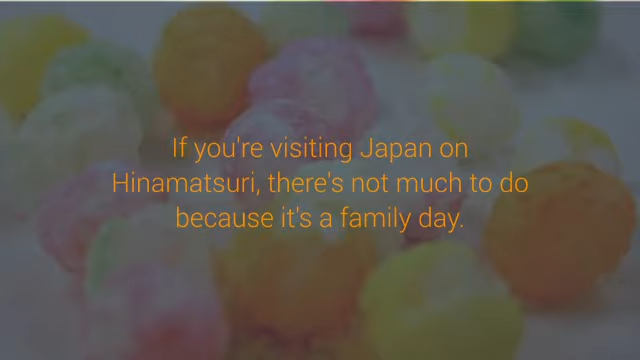 If you're visiting Japan on
Hinamatsuri, there's not much to do
because it's a family day.